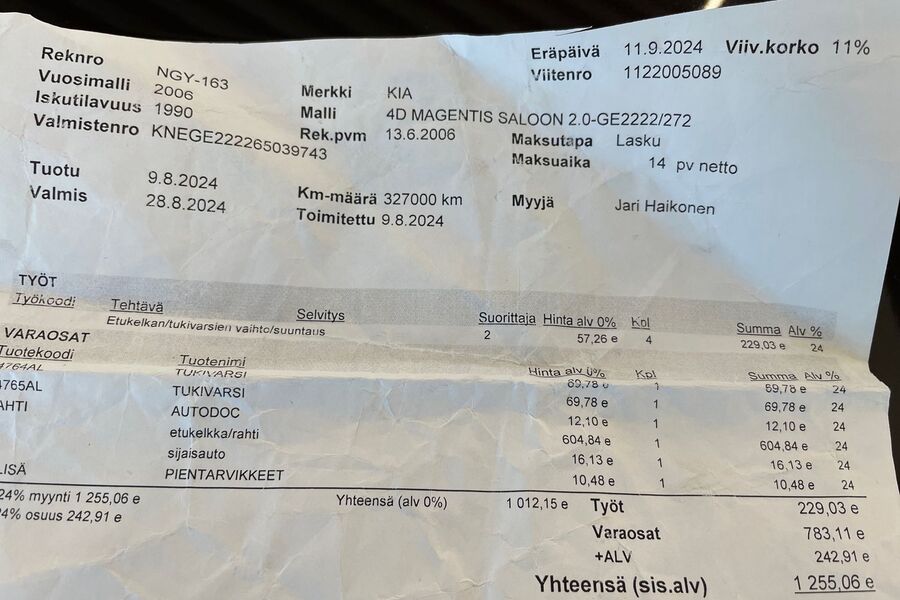 Reknro NGY-163
Vuosimalli 2006
Iskutilavuus 1990
Valmistenro KNEGE222265039743
Merkki KIA
Malli 4D MAGENTIS SALOON 2.0-GE2222/272
Rek.pvm 13.6.2006
Eräpäivä 11.9.2024 Viiv.korko 11%
Viitenro 1122005089
Maksutapa Lasku
Maksuaika 14 pv netto
Tuotu 9.8.2024
Valmis 28.8.2024
Km-määrä 327000 km
Toimitettu 9.8.2024
Myyjä Jari Haikonen
TYÖT
Työkoodi Tehtävä Selvitys Suorittaja Hinta alv 0% Kpl Summa Alv %
Etukelkan/tukivarsien vaihto/suuntaus 2 57,26 e 4 229,03 e 24
VARAOSAT
Tuotekoodi Tuotenimi Hinta alv 0% Kpl Summa Alv %
4764AL TUKIVARSI 69,78 e 1 69,78 e 24
4765AL TUKIVARSI 69,78 e 1 69,78 e 24
AHTI AUTODOC 12,10 e 1 12,10 e 24
etukelkka/rahti 604,84 e 1 604,84 e 24
sijaisauto 16,13 e 1 16,13 e 24
LISÄ PIENTARVIKKEET 10,48 e 1 10,48 e 24
24% myynti 1 255,06 e Yhteensä (alv 0%) 1 012,15 e Työt 229,03 e
24% osuus 242,91 e
Varaosat 783,11 e
+ALV 242,91 e
Yhteensä (sis.alv) 1 255,06 e